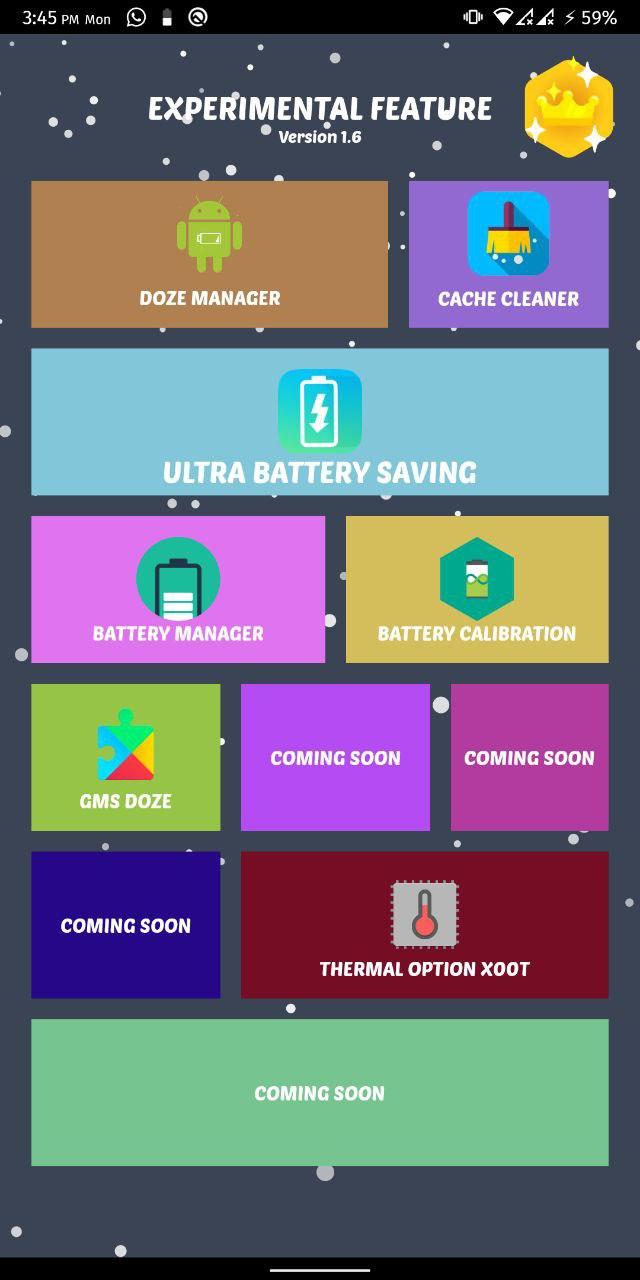 3:45 PM Mon
59%
EXPERIMENTAL FEATURE
Version 1.6
DOZE MANAGER
CACHE CLEANER
ULTRA BATTERY SAVING
BATTERY MANAGER
BATTERY CALIBRATION
GMS DOZE
COMING SOON
COMING SOON
COMING SOON
THERMAL OPTION X00T
COMING SOON